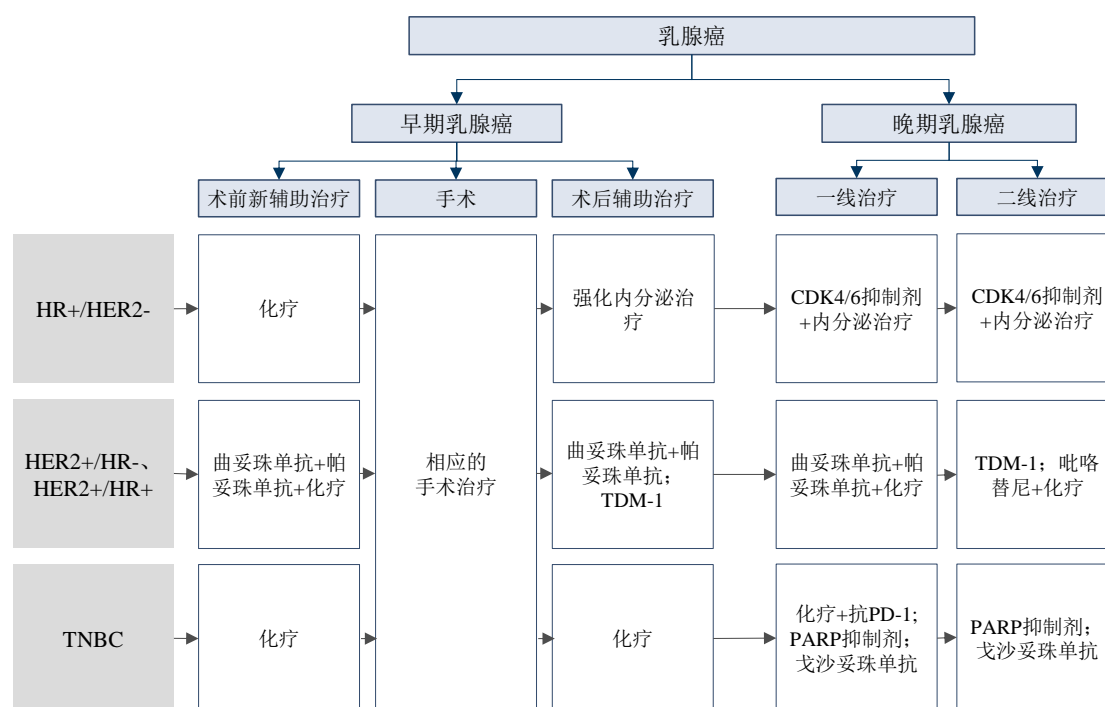 乳腺癌
早期乳腺癌
晚期乳腺癌
术前新辅助治疗
手术
术后辅助治疗
一线治疗
二线治疗
HR+/HER2-
化疗
强化内分泌治
疗
CDK4/6抑制剂
+内分泌治疗
CDK4/6抑制剂
+内分泌治疗
HER2+/HR-、
HER2+/HR+
曲妥珠单抗+帕
妥珠单抗+化疗
相应的
手术治疗
曲妥珠单抗+帕
妥珠单抗；
TDM-1
曲妥珠单抗+帕
妥珠单抗+化疗
TDM-1；吡咯
替尼+化疗
TNBC
化疗
化疗
化疗+抗PD-1；
PARP抑制剂；
戈沙妥珠单抗
PARP抑制剂；
戈沙妥珠单抗